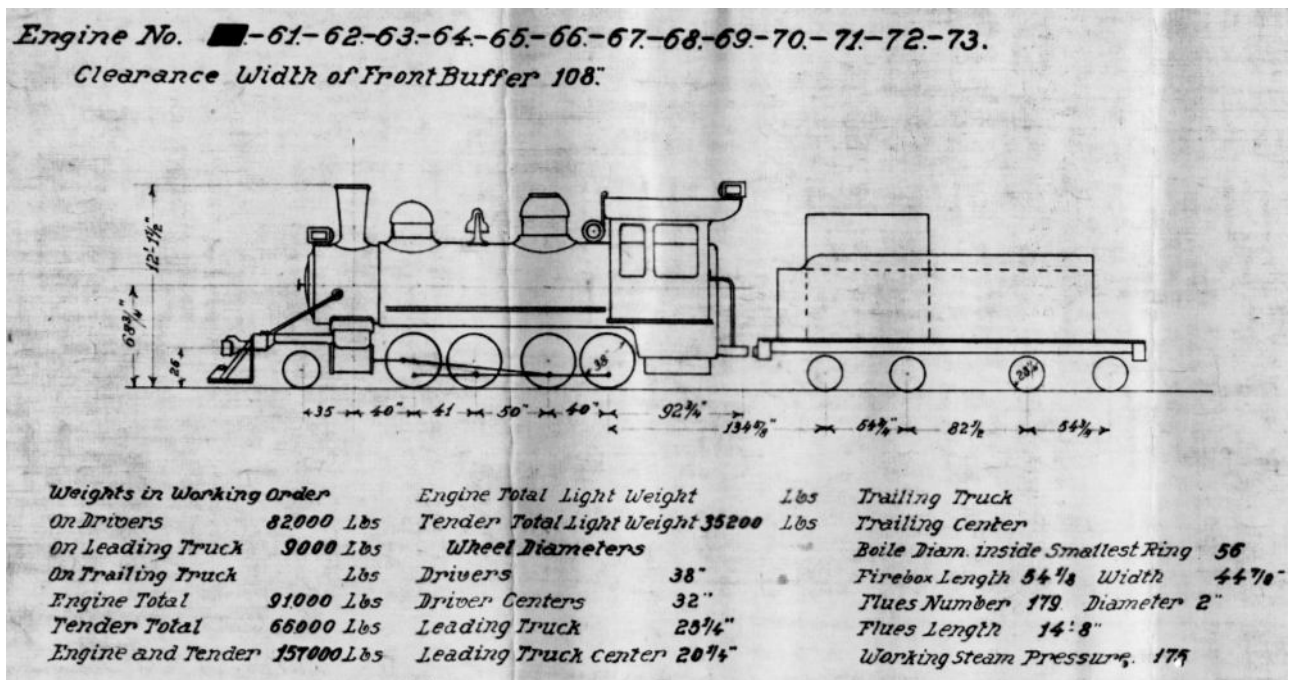 Engine No. -61.-62.-63.-64.-65.-66.-67.-68.-69.-70.-71.-72.-73.
Clearance Width of Front Buffer 108."
12'-1½"
68¾"
26
38"
28¼"
35 40" 41 50" 40" 92¾"
134⅝" 54¾" 82½ 54¾
Weights in Working Order
On Drivers 82000 Lbs
On Leading Truck 9000 Lbs
On Trailing Truck Lbs
Engine Total 91000 Lbs
Tender Total 66000 Lbs
Engine and Tender 157000 Lbs
Engine Total Light Weight Lbs
Tender Total Light Weight 35200 Lbs
Wheel Diameters
Drivers 38"
Driver Centers 32"
Leading Truck
Leading Truck Center 20¼"
Trailing Truck
Trailing Center
Boile Diam. inside Smallest Ring 56
Firebox Length 54⅛ Width 44⅞"
Flues Number 179. Diameter 2"
Flues Length 14'-8"
Working Steam Pressure. 175